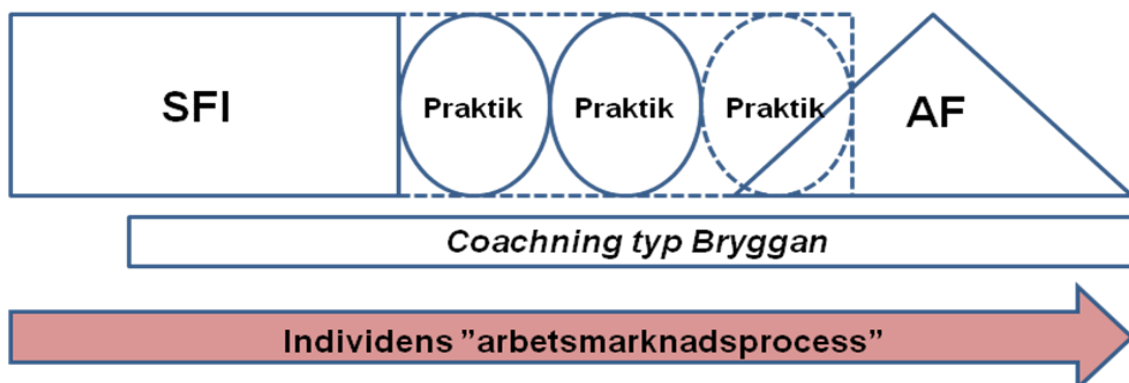 SFI
Praktik
Praktik
Praktik
AF
Coachning typ Bryggan
Individens ”arbetsmarknadsprocess”